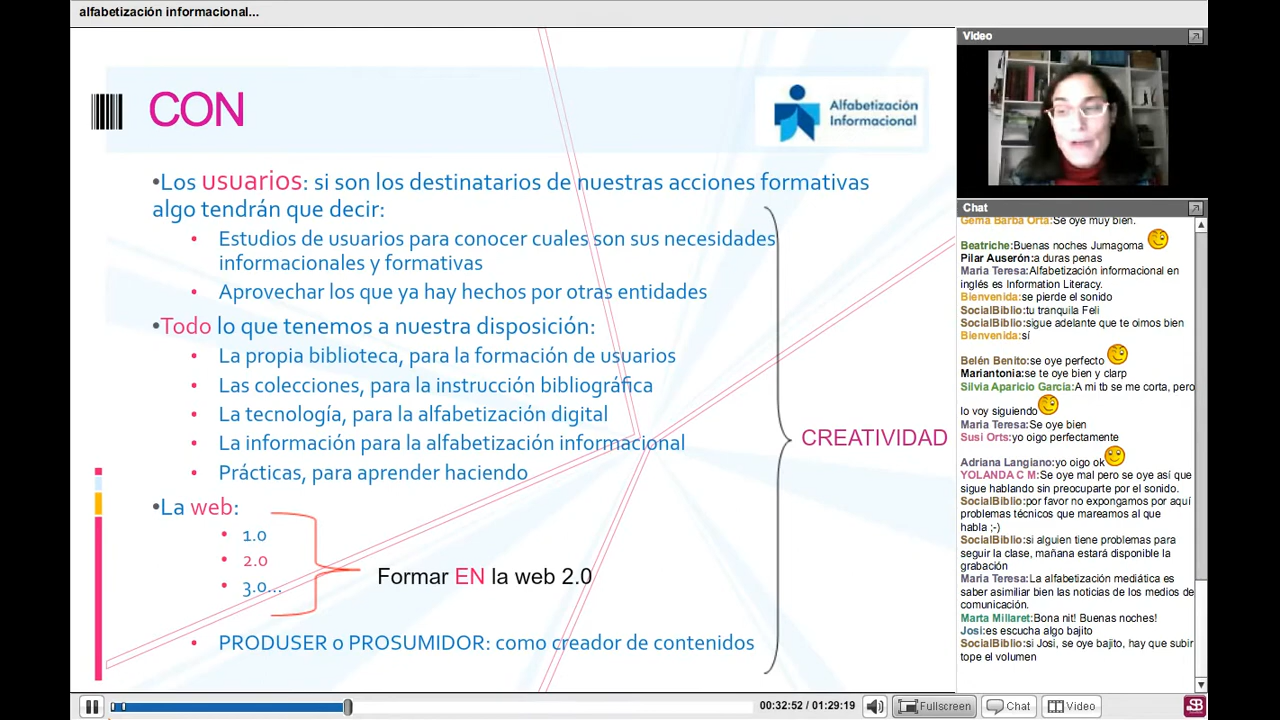 alfabetización informacional...
CON
Alfabetización
Informacional
•Los usuarios: si son los destinatarios de nuestras acciones formativas
algo tendrán que decir:
• Estudios de usuarios para conocer cuales son sus necesidades
informacionales y formativas
• Aprovechar los que ya hay hechos por otras entidades
•Todo lo que tenemos a nuestra disposición:
• La propia biblioteca, para la formación de usuarios
• Las colecciones, para la instrucción bibliográfica
• La tecnología, para la alfabetización digital
• La información para la alfabetización informacional
• Prácticas, para aprender haciendo
•La web:
• 1.0
• 2.0
• 3.0...
Formar EN la web 2.0
• PRODUSER o PROSUMIDOR: como creador de contenidos
CREATIVIDAD
Video
Chat
Gema Barba Orta:Se oye muy bien.
Beatriche:Buenas noches Jumagoma
Pilar Auserón:a duras penas
Maria Teresa:Alfabetización informacional en
inglés es Information Literacy.
Bienvenida:se pierde el sonido
SocialBiblio:tu tranquila Feli
SocialBiblio:sigue adelante que te oimos bien
Bienvenida:sí
Belén Benito:se oye perfecto
Mariantonia:se te oye bien y clarp
Silvia Aparicio García:A mi tb se me corta, pero
lo voy siguiendo
Maria Teresa:Se oye bien
Susi Orts:yo oigo perfectamente
Adriana Langiano:yo oigo ok
YOLANDA C M:Se oye mal pero se oye así que
sigue hablando sin preocuparte por el sonido.
SocialBiblio:por favor no expongamos por aquí
problemas técnicos que mareamos al que
habla ;-)
SocialBiblio:si alguien tiene problemas para
seguir la clase, mañana estará disponible la
grabación
Maria Teresa:La alfabetización mediática es
saber asimiliar bien las noticias de los medios de
comunicación.
Marta Millaret:Bona nit! Buenas noches!
Josi:es escucha algo bajito
SocialBiblio:si Josi, se oye bajito, hay que subir
tope el volumen
00:32:52 / 01:29:19
Fullscreen
Chat
Video
SB